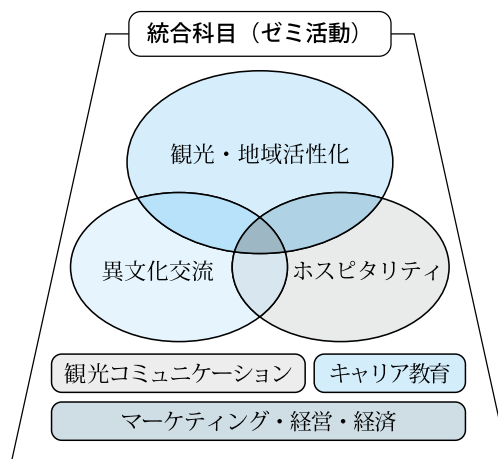 統合科目（ゼミ活動）
観光・地域活性化
異文化交流
ホスピタリティ
観光コミュニケーション
キャリア教育
マーケティング・経営・経済